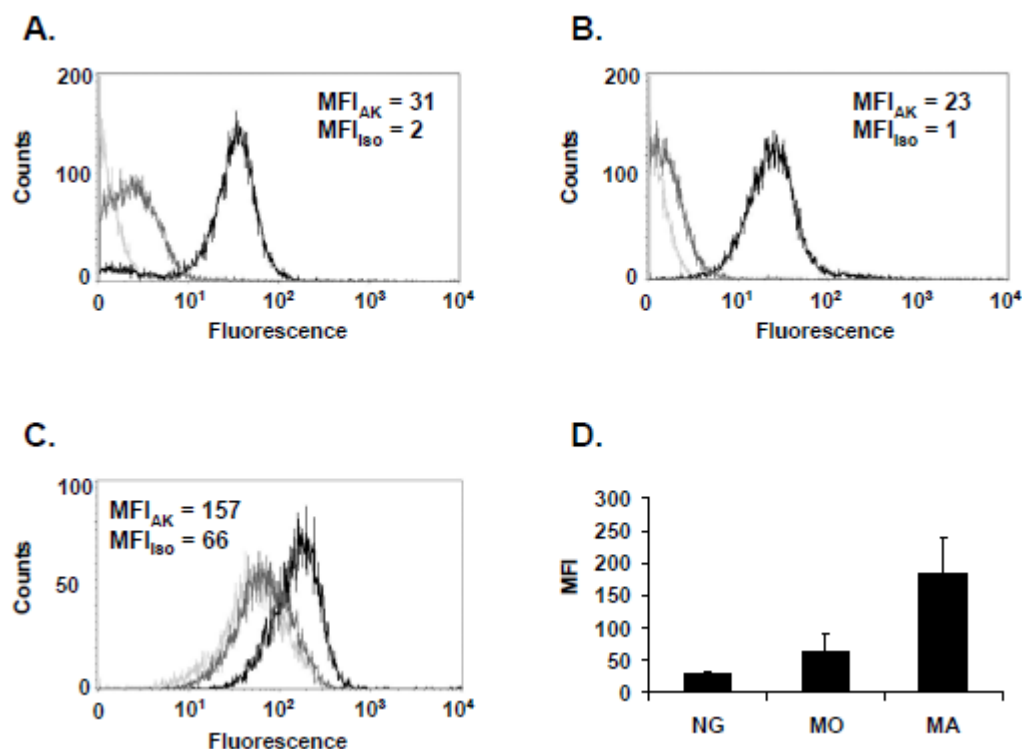 A.
200
100
0
Counts
MFI_AK = 31
MFI_Iso = 2
0 10^1 10^2 10^3 10^4
Fluorescence
B.
200
100
0
Counts
MFI_AK = 23
MFI_Iso = 1
0 10^1 10^2 10^3 10^4
Fluorescence
C.
100
50
0
Counts
MFI_AK = 157
MFI_Iso = 66
0 10^1 10^2 10^3 10^4
Fluorescence
D.
300
250
200
150
100
50
0
MFI
NG MO MA